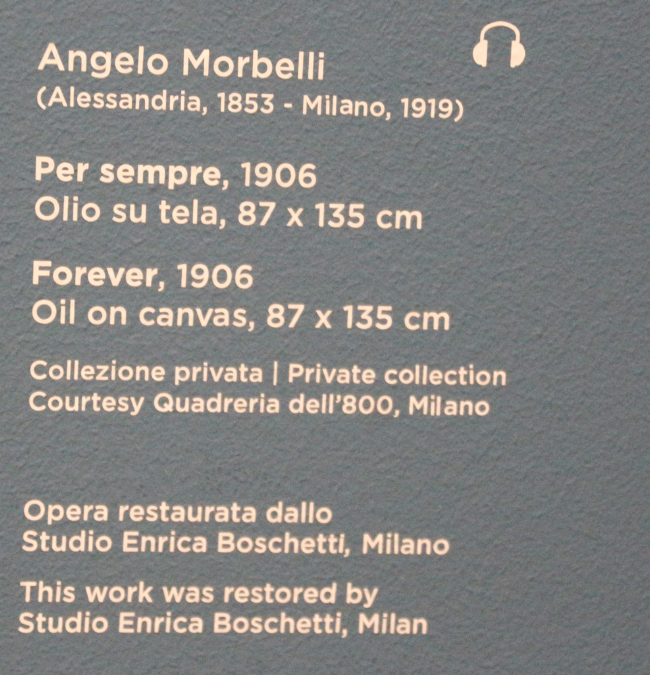 Angelo Morbelli
(Alessandria, 1853 - Milano, 1919)
Per sempre, 1906
Olio su tela, 87 x 135 cm
Forever, 1906
Oil on canvas, 87 x 135 cm
Collezione privata | Private collection
Courtesy Quadreria dell'800, Milano
Opera restaurata dallo
Studio Enrica Boschetti, Milano
This work was restored by
Studio Enrica Boschetti, Milan